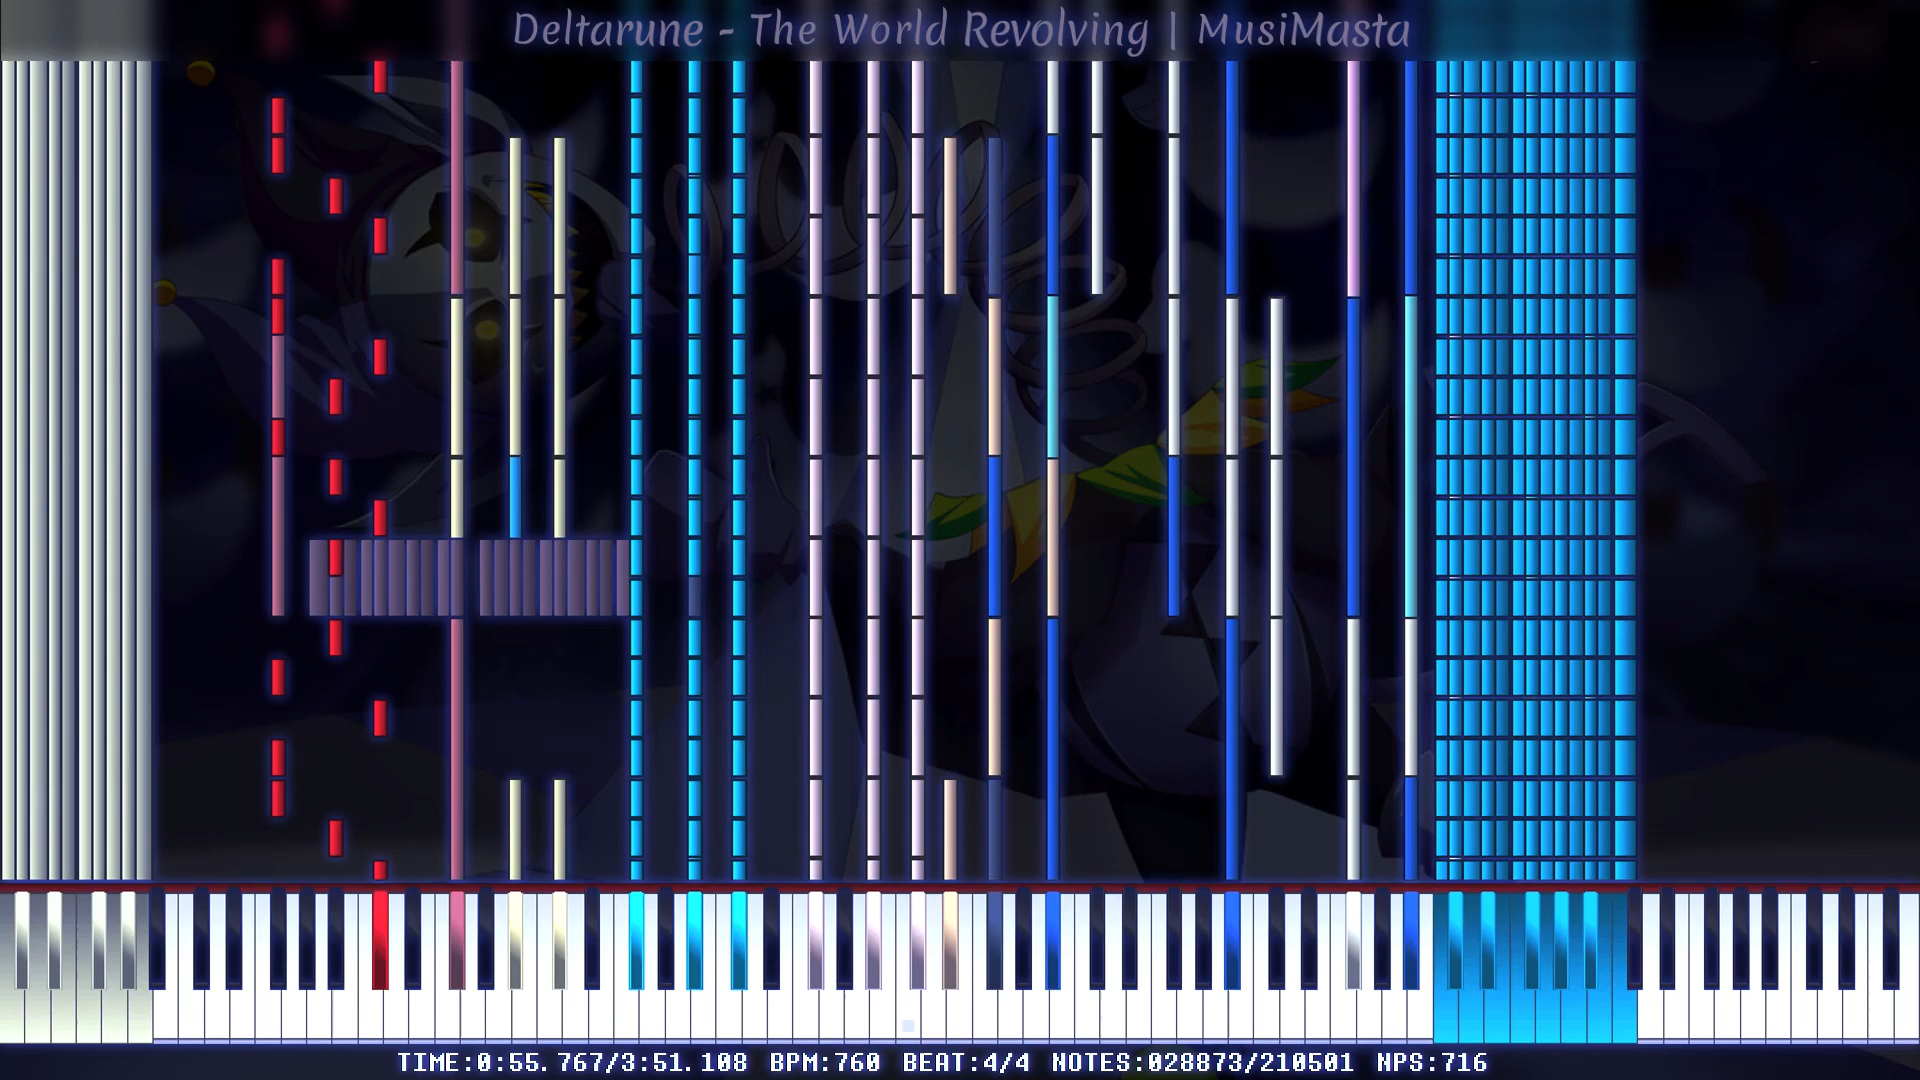 Deltarune - The World Revolving | MusiMasta
TIME:0:55.767/3:51.108 BPM:760 BEAT:4/4 NOTES:028873/210501 NPS:716